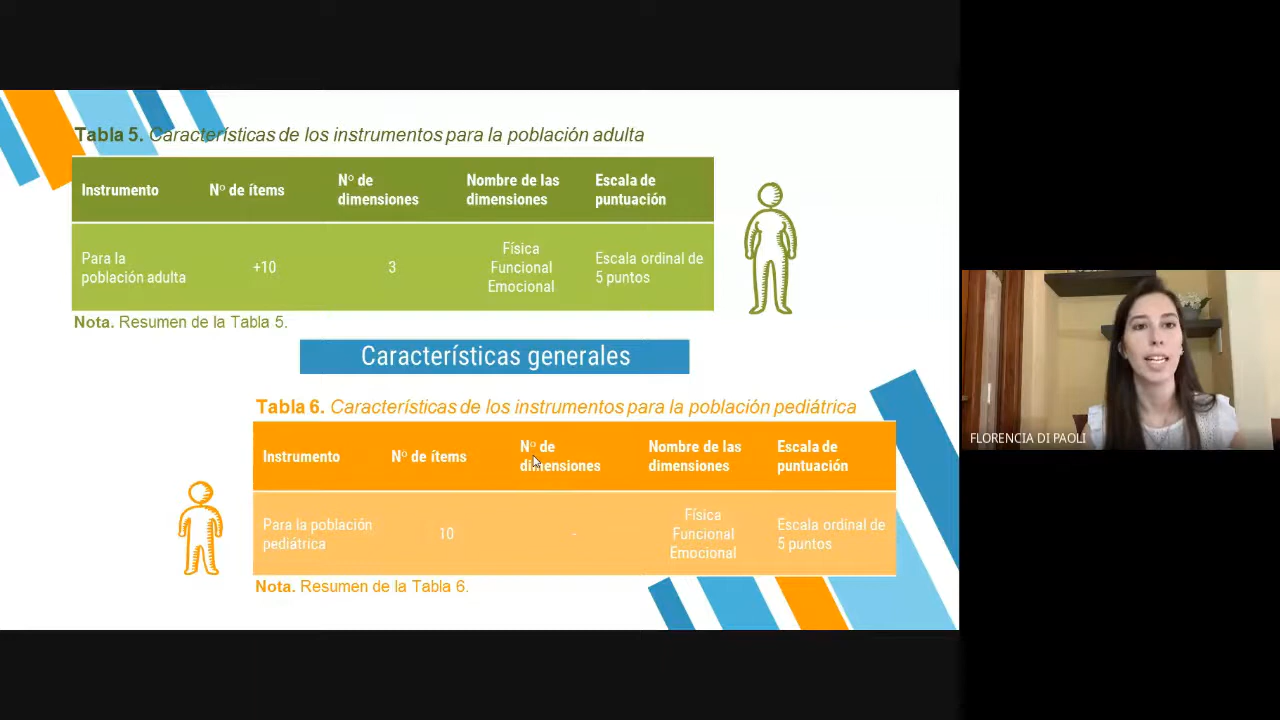 Tabla 5. Características de los instrumentos para la población adulta
Instrumento
Nº de ítems
Nº de
dimensiones
Nombre de las
dimensiones
Escala de
puntuación
Para la
población adulta
+10
3
Física
Funcional
Emocional
Escala ordinal de
5 puntos
Nota. Resumen de la Tabla 5.
Características generales
Tabla 6. Características de los instrumentos para la población pediátrica
Instrumento
Nº de ítems
Nº de
dimensiones
Nombre de las
dimensiones
Escala de
puntuación
Para la población
pediátrica
10
-
Física
Funcional
Emocional
Escala ordinal de
5 puntos
Nota. Resumen de la Tabla 6.
FLORENCIA DI PAOLI